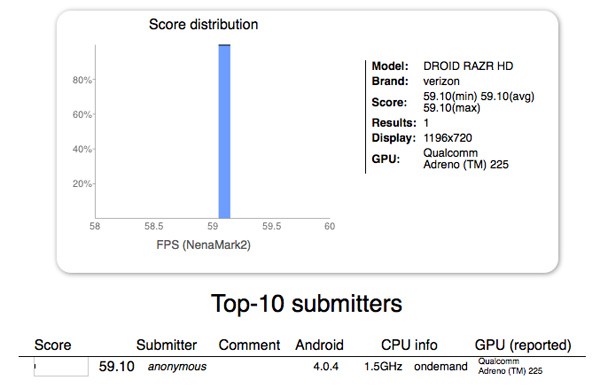 Score distribution
80%
60%
40%
20%
58 58.5 59 59.5 60
FPS (NenaMark2)
Model: DROID RAZR HD
Brand: verizon
Score: 59.10(min) 59.10(avg)
59.10(max)
Results: 1
Display: 1196x720
GPU: Qualcomm
Adreno (TM) 225
Top-10 submitters
Score Submitter Comment Android CPU info GPU (reported)
59.10 anonymous 4.0.4 1.5GHz ondemand Qualcomm
Adreno (TM) 225